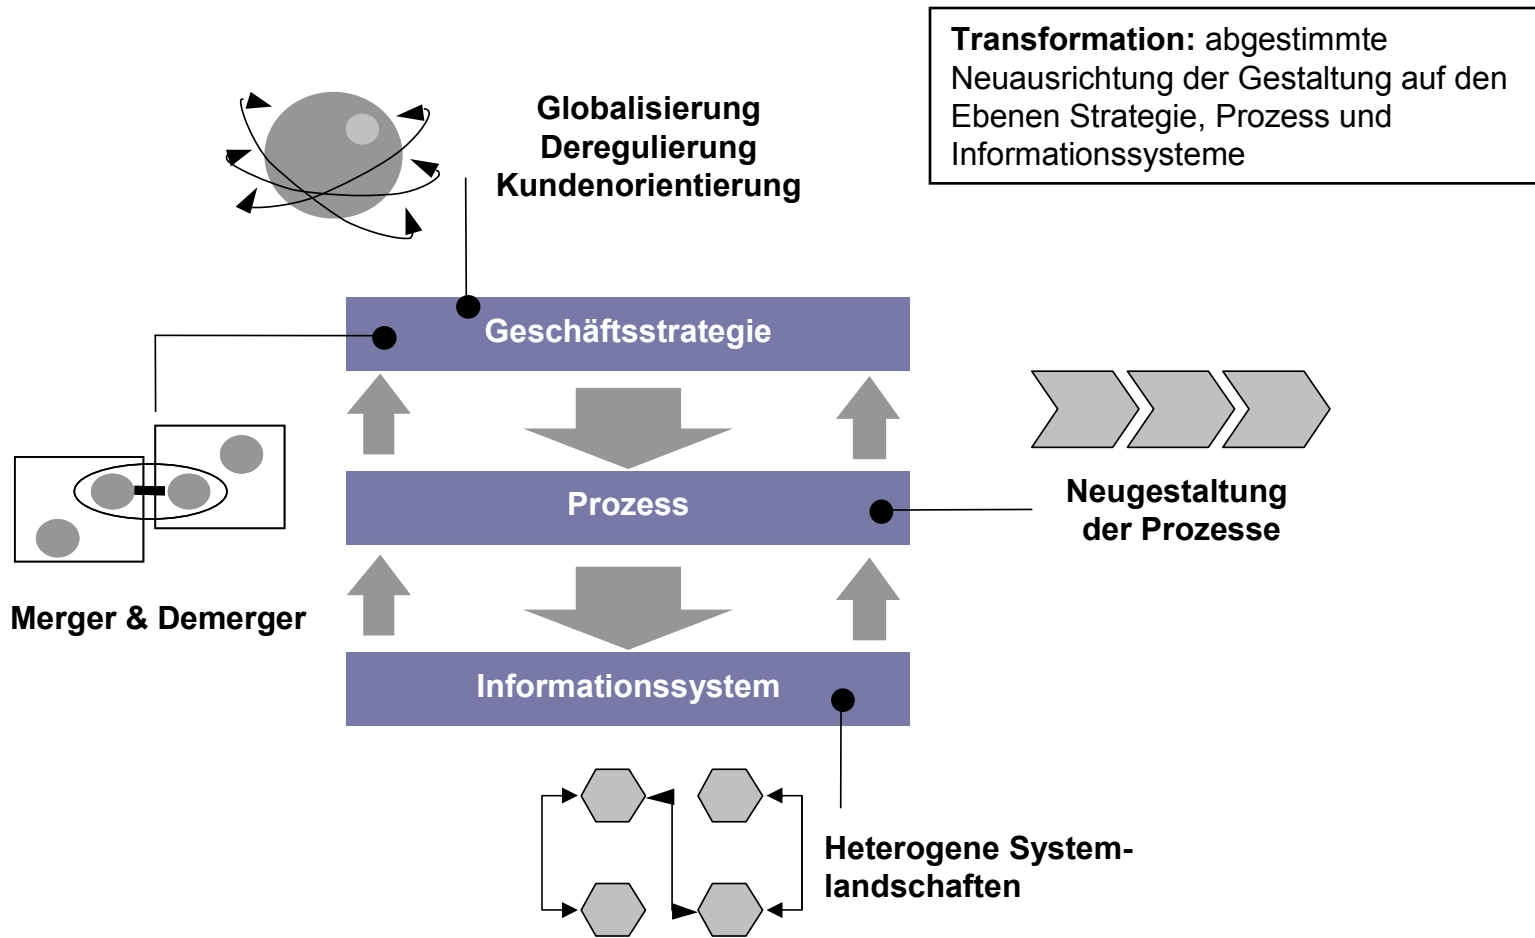 Transformation: abgestimmte
Neuausrichtung der Gestaltung auf den
Ebenen Strategie, Prozess und
Informationssysteme
Globalisierung
Deregulierung
Kundenorientierung
Geschäftsstrategie
Prozess
Neugestaltung
der Prozesse
Merger & Demerger
Informationssystem
Heterogene System-
landschaften